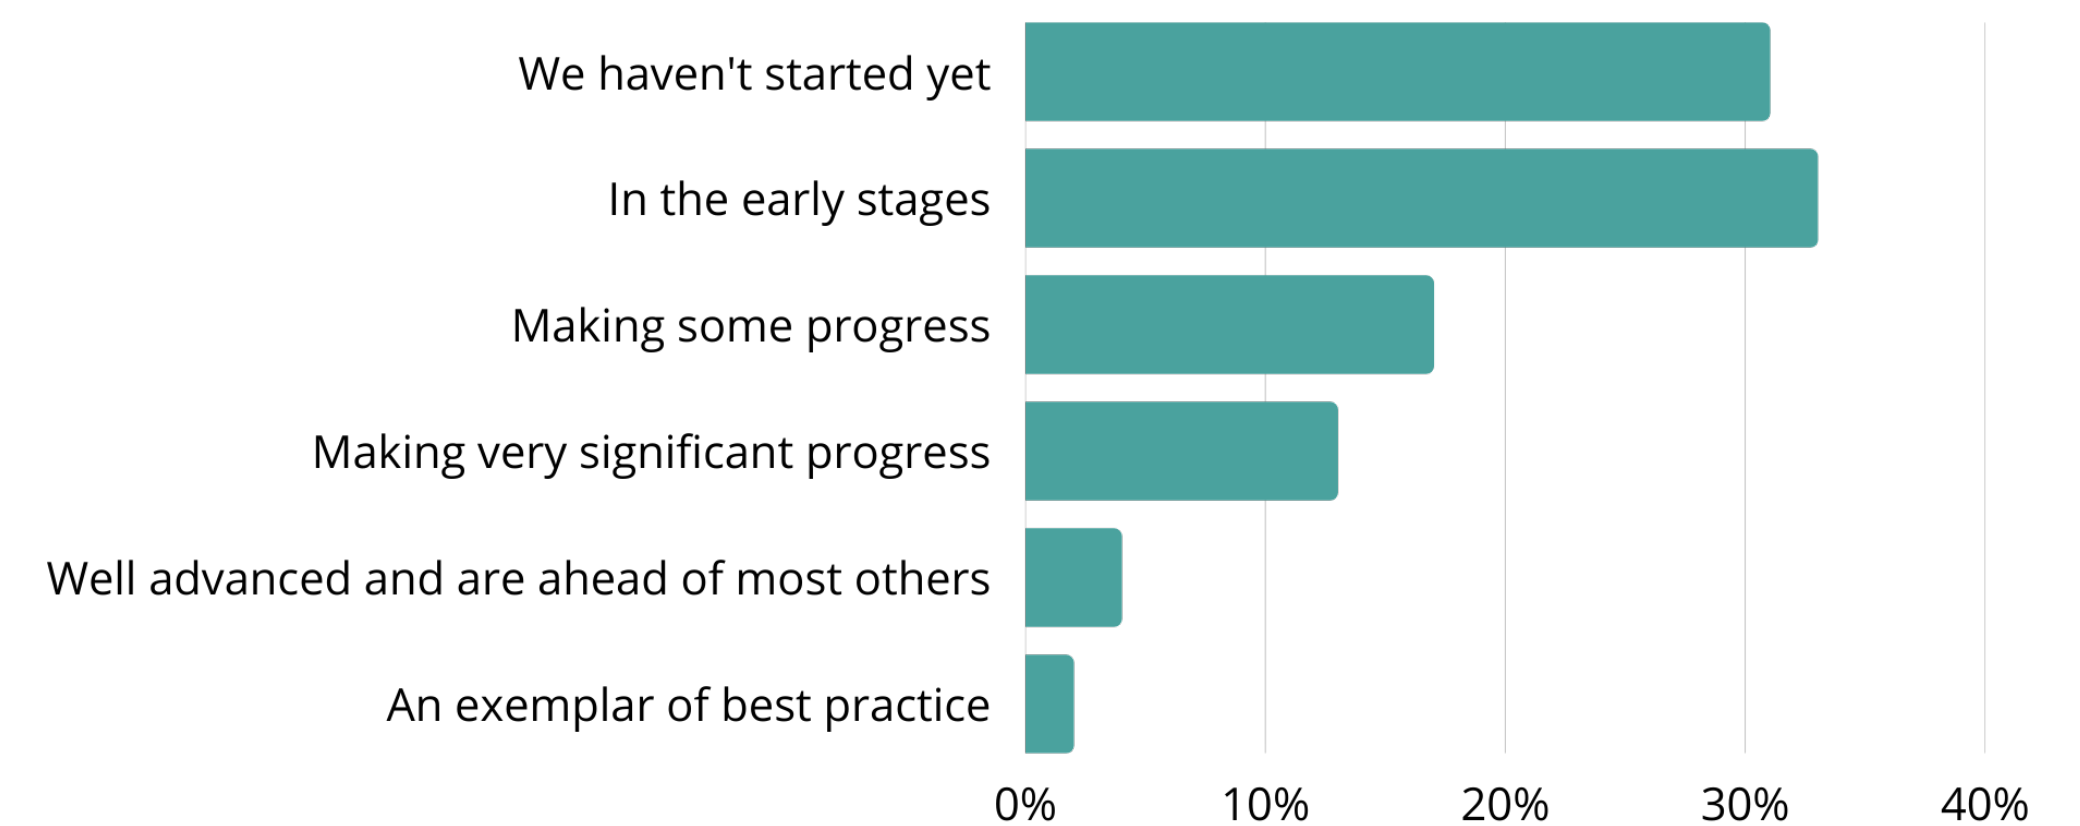 We haven't started yet
In the early stages
Making some progress
Making very significant progress
Well advanced and are ahead of most others
An exemplar of best practice
0% 10% 20% 30% 40%